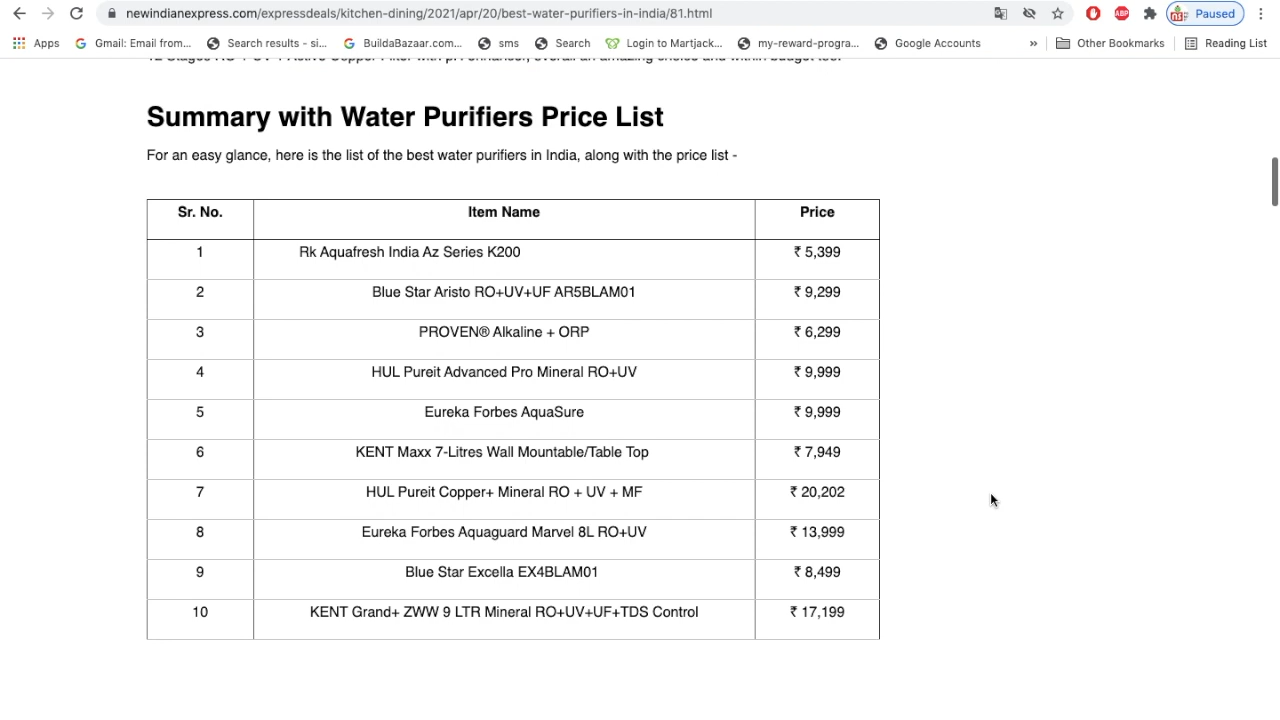 newindianexpress.com/expressdeals/kitchen-dining/2021/apr/20/best-water-purifiers-in-india/81.html
ABP
Paused
Apps
Gmail: Email from...
Search results - si...
BuildaBazaar.com...
sms
Search
Login to Martjack...
my-reward-progra...
Google Accounts
»
Other Bookmarks
Reading List
Summary with Water Purifiers Price List
For an easy glance, here is the list of the best water purifiers in India, along with the price list -
Sr. No. Item Name Price
1 Rk Aquafresh India Az Series K200 ₹ 5,399
2 Blue Star Aristo RO+UV+UF AR5BLAM01 ₹ 9,299
3 PROVEN® Alkaline + ORP ₹ 6,299
4 HUL Pureit Advanced Pro Mineral RO+UV ₹ 9,999
5 Eureka Forbes AquaSure ₹ 9,999
6 KENT Maxx 7-Litres Wall Mountable/Table Top ₹ 7,949
7 HUL Pureit Copper+ Mineral RO + UV + MF ₹ 20,202
8 Eureka Forbes Aquaguard Marvel 8L RO+UV ₹ 13,999
9 Blue Star Excella EX4BLAM01 ₹ 8,499
10 KENT Grand+ ZWW 9 LTR Mineral RO+UV+UF+TDS Control ₹ 17,199